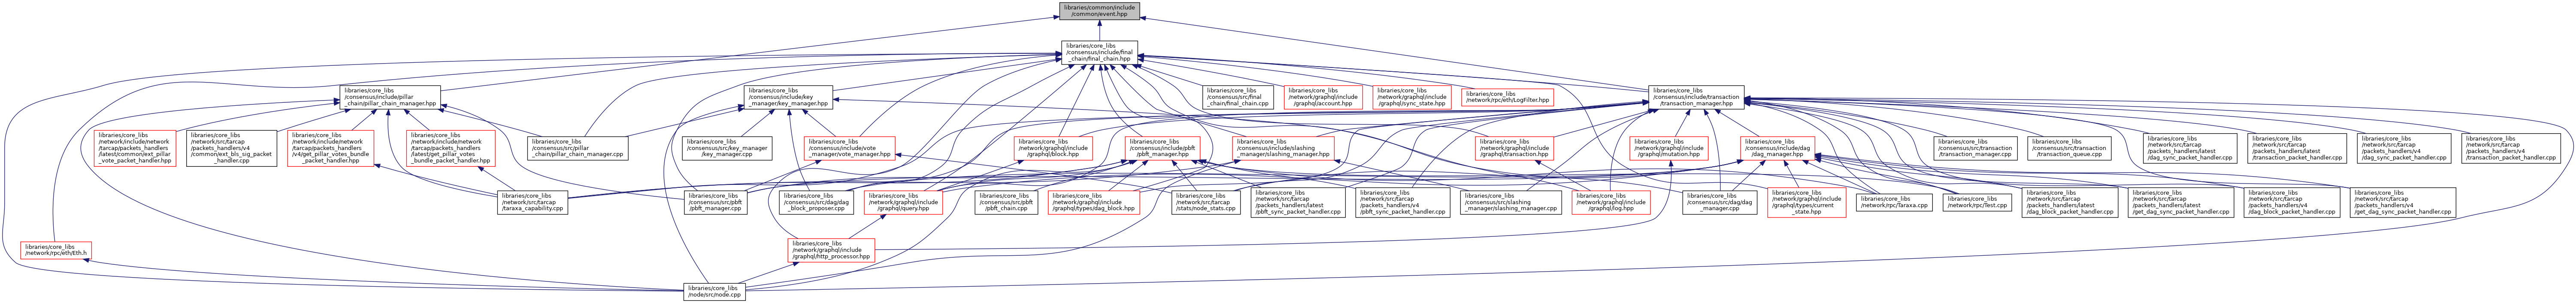 libraries/common/include
/common/event.hpp
libraries/core_libs
/consensus/include/final
_chain/final_chain.hpp
libraries/core_libs
/consensus/include/pillar
_chain/pillar_chain_manager.hpp
libraries/core_libs
/consensus/include/key
_manager/key_manager.hpp
libraries/core_libs
/consensus/src/final
_chain/final_chain.cpp
libraries/core_libs
/network/graphql/include
/graphql/account.hpp
libraries/core_libs
/network/graphql/include
/graphql/sync_state.hpp
libraries/core_libs
/network/rpc/eth/LogFilter.hpp
libraries/core_libs
/consensus/include/transaction
/transaction_manager.hpp
libraries/core_libs
/network/include/network
/tarcap/packets_handlers
/latest/common/ext_pillar
_vote_packet_handler.hpp
libraries/core_libs
/network/src/tarcap
/packets_handlers/v4
/common/ext_bls_sig_packet
_handler.cpp
libraries/core_libs
/network/include/network
/tarcap/packets_handlers
/v4/get_pillar_votes_bundle
_packet_handler.hpp
libraries/core_libs
/network/include/network
/tarcap/packets_handlers
/latest/get_pillar_votes
_bundle_packet_handler.hpp
libraries/core_libs
/consensus/src/pillar
_chain/pillar_chain_manager.cpp
libraries/core_libs
/consensus/src/key_manager
/key_manager.cpp
libraries/core_libs
/consensus/include/vote
_manager/vote_manager.hpp
libraries/core_libs
/network/graphql/include
/graphql/block.hpp
libraries/core_libs
/consensus/include/pbft
/pbft_manager.hpp
libraries/core_libs
/consensus/include/slashing
_manager/slashing_manager.hpp
libraries/core_libs
/network/graphql/include
/graphql/transaction.hpp
libraries/core_libs
/network/graphql/include
/graphql/mutation.hpp
libraries/core_libs
/consensus/include/dag
/dag_manager.hpp
libraries/core_libs
/consensus/src/transaction
/transaction_manager.cpp
libraries/core_libs
/consensus/src/transaction
/transaction_queue.cpp
libraries/core_libs
/network/src/tarcap
/packets_handlers/latest
/dag_sync_packet_handler.cpp
libraries/core_libs
/network/src/tarcap
/packets_handlers/latest
/transaction_packet_handler.cpp
libraries/core_libs
/network/src/tarcap
/packets_handlers/v4
/dag_sync_packet_handler.cpp
libraries/core_libs
/network/src/tarcap
/packets_handlers/v4
/transaction_packet_handler.cpp
libraries/core_libs
/network/src/tarcap
/taraxa_capability.cpp
libraries/core_libs
/consensus/src/pbft
/pbft_manager.cpp
libraries/core_libs
/consensus/src/dag/dag
_block_proposer.cpp
libraries/core_libs
/network/graphql/include
/graphql/query.hpp
libraries/core_libs
/consensus/src/pbft
/pbft_chain.cpp
libraries/core_libs
/network/graphql/include
/graphql/types/dag_block.hpp
libraries/core_libs
/network/src/tarcap
/stats/node_stats.cpp
libraries/core_libs
/network/src/tarcap
/packets_handlers/latest
/pbft_sync_packet_handler.cpp
libraries/core_libs
/network/src/tarcap
/packets_handlers/v4
/pbft_sync_packet_handler.cpp
libraries/core_libs
/consensus/src/slashing
_manager/slashing_manager.cpp
libraries/core_libs
/network/graphql/include
/graphql/log.hpp
libraries/core_libs
/consensus/src/dag/dag
_manager.cpp
libraries/core_libs
/network/graphql/include
/graphql/types/current
_state.hpp
libraries/core_libs
/network/rpc/Taraxa.cpp
libraries/core_libs
/network/rpc/Test.cpp
libraries/core_libs
/network/src/tarcap
/packets_handlers/latest
/dag_block_packet_handler.cpp
libraries/core_libs
/network/src/tarcap
/packets_handlers/latest
/get_dag_sync_packet_handler.cpp
libraries/core_libs
/network/src/tarcap
/packets_handlers/v4
/dag_block_packet_handler.cpp
libraries/core_libs
/network/src/tarcap
/packets_handlers/v4
/get_dag_sync_packet_handler.cpp
libraries/core_libs
/network/rpc/eth/Eth.h
libraries/core_libs
/network/graphql/include
/graphql/http_processor.hpp
libraries/core_libs
/node/src/node.cpp